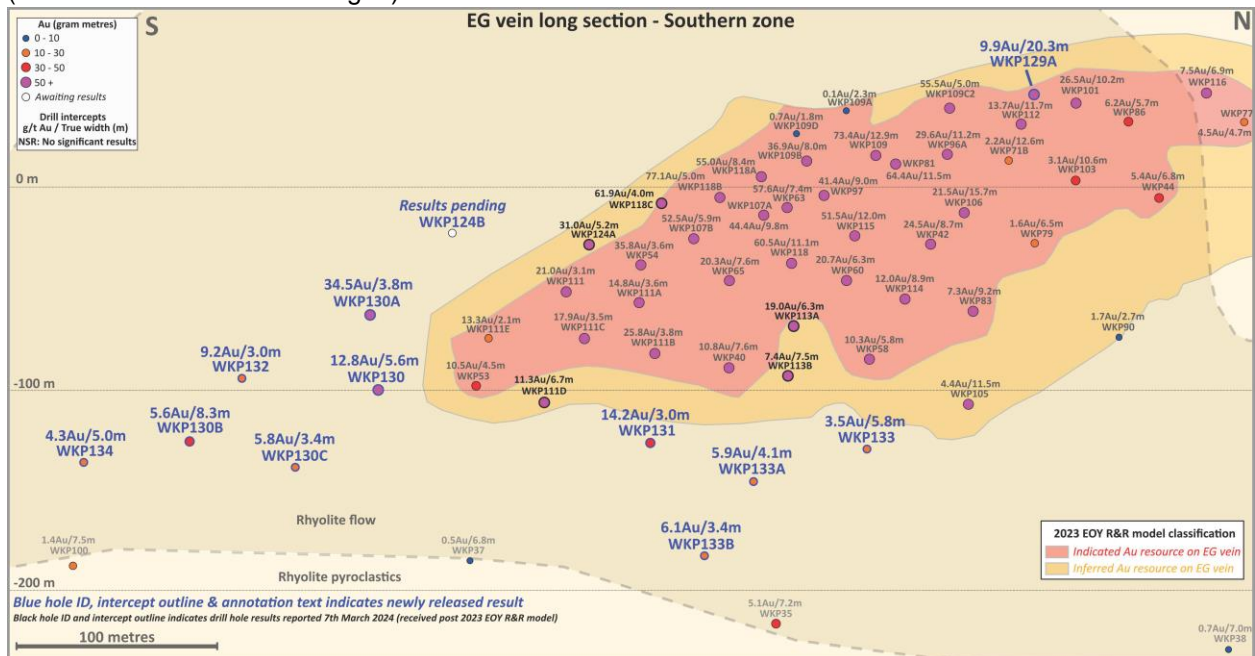 EG vein long section - Southern zone
S
N
Au (gram metres)
0 - 10
10 - 30
30 - 50
50 +
Awaiting results
Drill intercepts
g/t Au / True width (m)
NSR: No significant results
9.9Au/20.3m
WKP129A
7.5Au/6.9m
WKP116
55.5Au/5.0m
WKP109C2
26.5Au/10.2m
WKP101
0.1Au/2.3m
WKP109A
13.7Au/11.7m
WKP112
6.2Au/5.7m
WKP86
WKP77
4.5Au/4.7m
0.7Au/1.8m
WKP109D
73.4Au/12.9m
WKP109
29.6Au/11.2m
WKP96A
2.2Au/12.6m
WKP71B
36.9Au/8.0m
WKP109B
WKP81
64.4Au/11.5m
3.1Au/10.6m
WKP103
55.0Au/8.4m
WKP118A
5.4Au/6.8m
WKP44
0 m
77.1Au/5.0m
WKP118B
57.6Au/7.4m
WKP63
41.4Au/9.0m
WKP97
61.9Au/4.0m
WKP118C
21.5Au/15.7m
WKP106
WKP107A
44.4Au/9.8m
Results pending
WKP124B
31.0Au/5.2m
WKP124A
52.5Au/5.9m
WKP107B
51.5Au/12.0m
WKP115
24.5Au/8.7m
WKP42
1.6Au/6.5m
WKP79
35.8Au/3.6m
WKP54
60.5Au/11.1m
WKP118
20.3Au/7.6m
WKP65
20.7Au/6.3m
WKP60
21.0Au/3.1m
WKP111
14.8Au/3.6m
WKP111A
12.0Au/8.9m
WKP114
34.5Au/3.8m
WKP130A
7.3Au/9.2m
WKP83
19.0Au/6.3m
WKP113A
13.3Au/2.1m
WKP111E
17.9Au/3.5m
WKP111C
1.7Au/2.7m
WKP90
25.8Au/3.8m
WKP111B
10.3Au/5.8m
WKP58
9.2Au/3.0m
WKP132
12.8Au/5.6m
WKP130
10.5Au/4.5m
WKP53
10.8Au/7.6m
WKP40
7.4Au/7.5m
WKP113B
-100 m
11.3Au/6.7m
WKP111D
4.4Au/11.5m
WKP105
5.6Au/8.3m
WKP130B
14.2Au/3.0m
WKP131
3.5Au/5.8m
WKP133
4.3Au/5.0m
WKP134
5.8Au/3.4m
WKP130C
5.9Au/4.1m
WKP133A
Rhyolite flow
6.1Au/3.4m
WKP133B
1.4Au/7.5m
WKP100
0.5Au/6.8m
WKP37
Rhyolite pyroclastics
2023 EOY R&R model classification
Indicated Au resource on EG vein
Inferred Au resource on EG vein
-200 m
Blue hole ID, intercept outline & annotation text indicates newly released result
Black hole ID and intercept outline indicates drill hole results reported 7th March 2024 (received post 2023 EOY R&R model)
5.1Au/7.2m
WKP35
0.7Au/7.0m
WKP38
100 metres